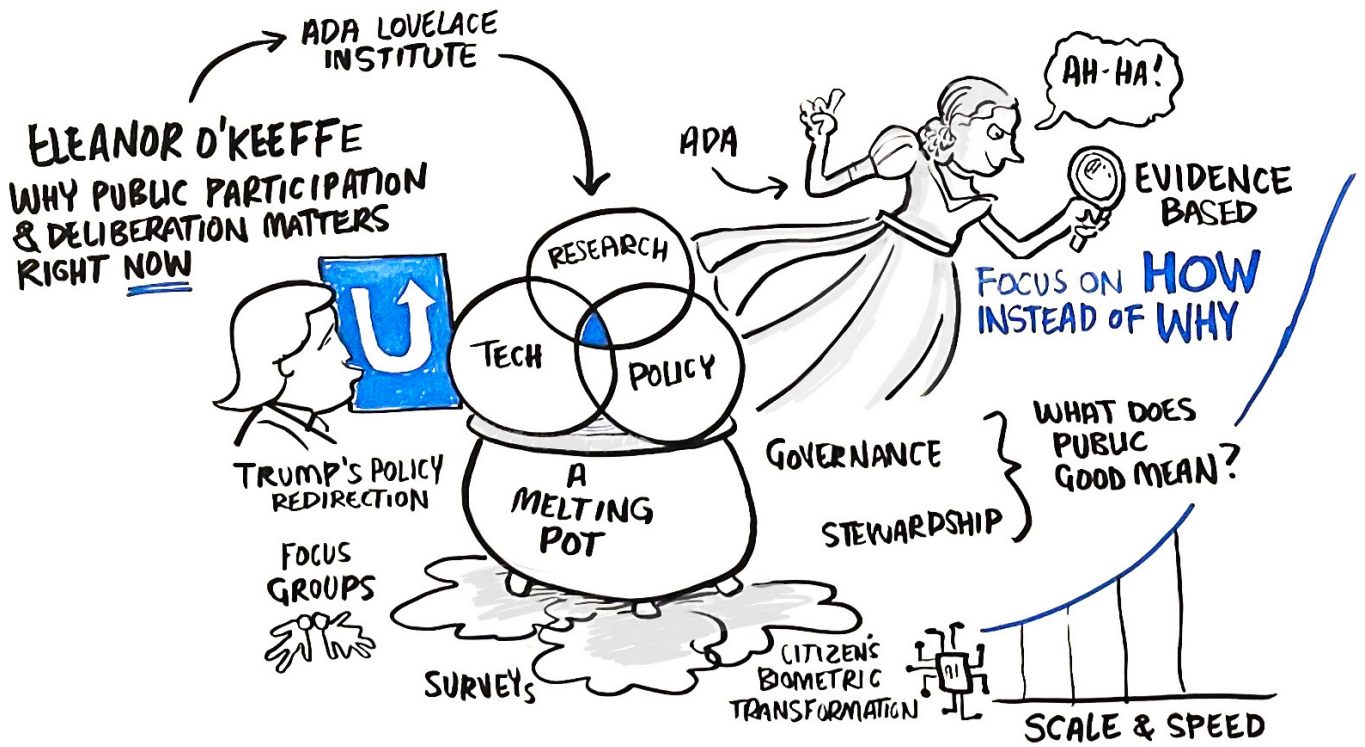 ADA LOVELACE
INSTITUTE
ELEANOR O'KEEFFE
WHY PUBLIC PARTICIPATION
& DELIBERATION MATTERS
RIGHT NOW
ADA
AH-HA!
EVIDENCE
BASED
FOCUS ON HOW
INSTEAD OF WHY
RESEARCH
TECH
POLICY
A
MELTING
POT
TRUMP'S POLICY
REDIRECTION
FOCUS
GROUPS
SURVEYS
GOVERNANCE
STEWARDSHIP
WHAT DOES
PUBLIC
GOOD MEAN?
CITIZEN'S
BIOMETRIC
TRANSFORMATION
AI
SCALE & SPEED